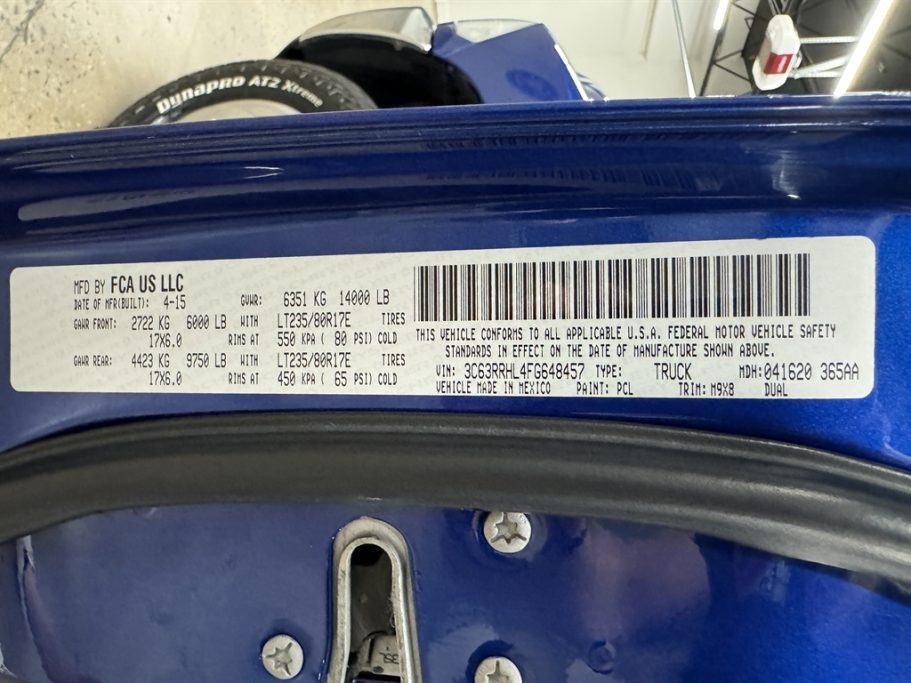 Dynapro AT2 Xtreme
MFD BY FCA US LLC
DATE OF MFR(BUILT): 4-15 GVWR: 6351 KG 14000 LB
GAWR FRONT: 2722 KG 6000 LB WITH LT235/80R17E TIRES
17X6.0 RIMS AT 550 KPA ( 80 PSI) COLD
GAWR REAR: 4423 KG 9750 LB WITH LT235/80R17E TIRES
17X6.0 RIMS AT 450 KPA ( 65 PSI) COLD
THIS VEHICLE CONFORMS TO ALL APPLICABLE U.S.A. FEDERAL MOTOR VEHICLE SAFETY
STANDARDS IN EFFECT ON THE DATE OF MANUFACTURE SHOWN ABOVE.
VIN: 3C63RRHL4FG648457 TYPE: TRUCK MDH: 041620 365AA
VEHICLE MADE IN MEXICO PAINT: PCL TRIM: M9X8 DUAL